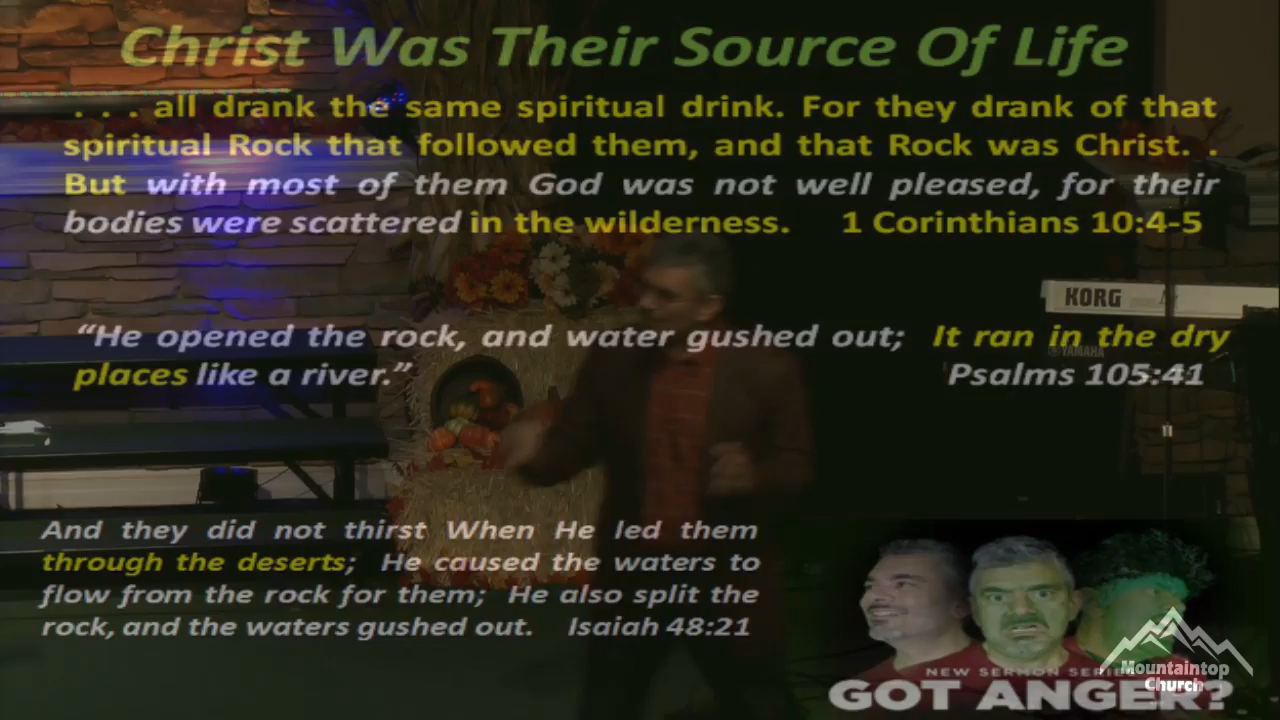 Christ Was Their Source Of Life
. . . all drank the same spiritual drink. For they drank of that
spiritual Rock that followed them, and that Rock was Christ. . .
But with most of them God was not well pleased, for their
bodies were scattered in the wilderness. 1 Corinthians 10:4-5
KORG
“He opened the rock, and water gushed out; It ran in the dry
YAMAHA
places like a river.” Psalms 105:41
And they did not thirst When He led them
through the deserts; He caused the waters to
flow from the rock for them; He also split the
rock, and the waters gushed out. Isaiah 48:21
NEW SERMON SERIES
GOT ANGER?
Mountaintop
Church